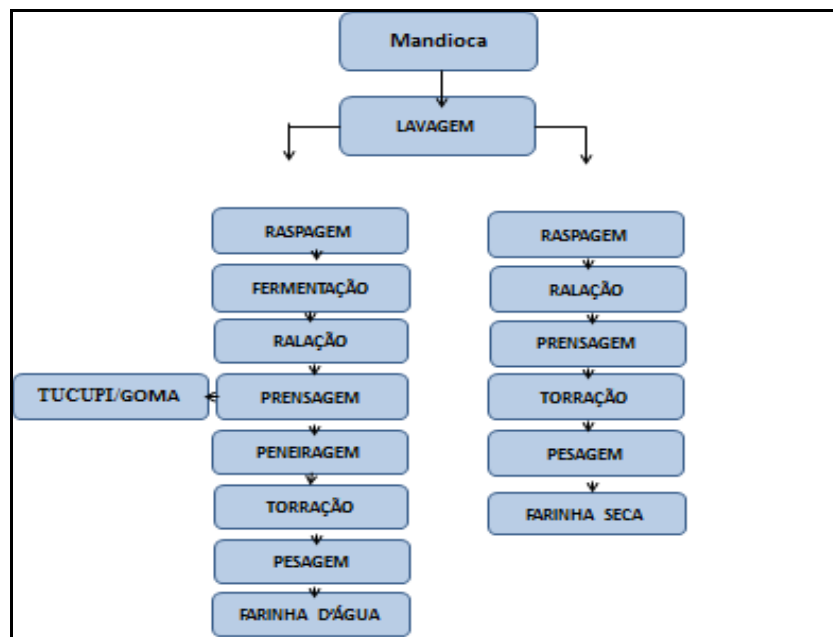 Mandioca
LAVAGEM
RASPAGEM
FERMENTAÇÃO
RALAÇÃO
TUCUPI/GOMA
PRENSAGEM
PENEIRAGEM
TORRAÇÃO
PESAGEM
FARINHA D'ÁGUA
RASPAGEM
RALAÇÃO
PRENSAGEM
TORRAÇÃO
PESAGEM
FARINHA SECA